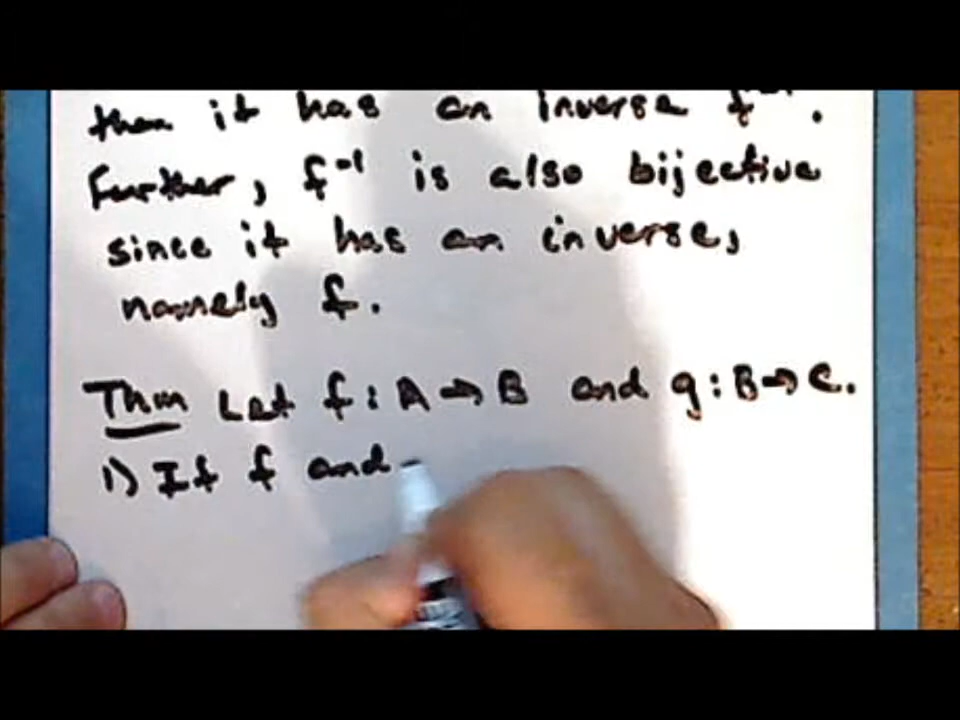 then it has an inverse f⁻¹.
Further, f⁻¹ is also bijective
since it has an inverse,
namely f.
Thm Let f : A → B and g : B → C.
1) If f and